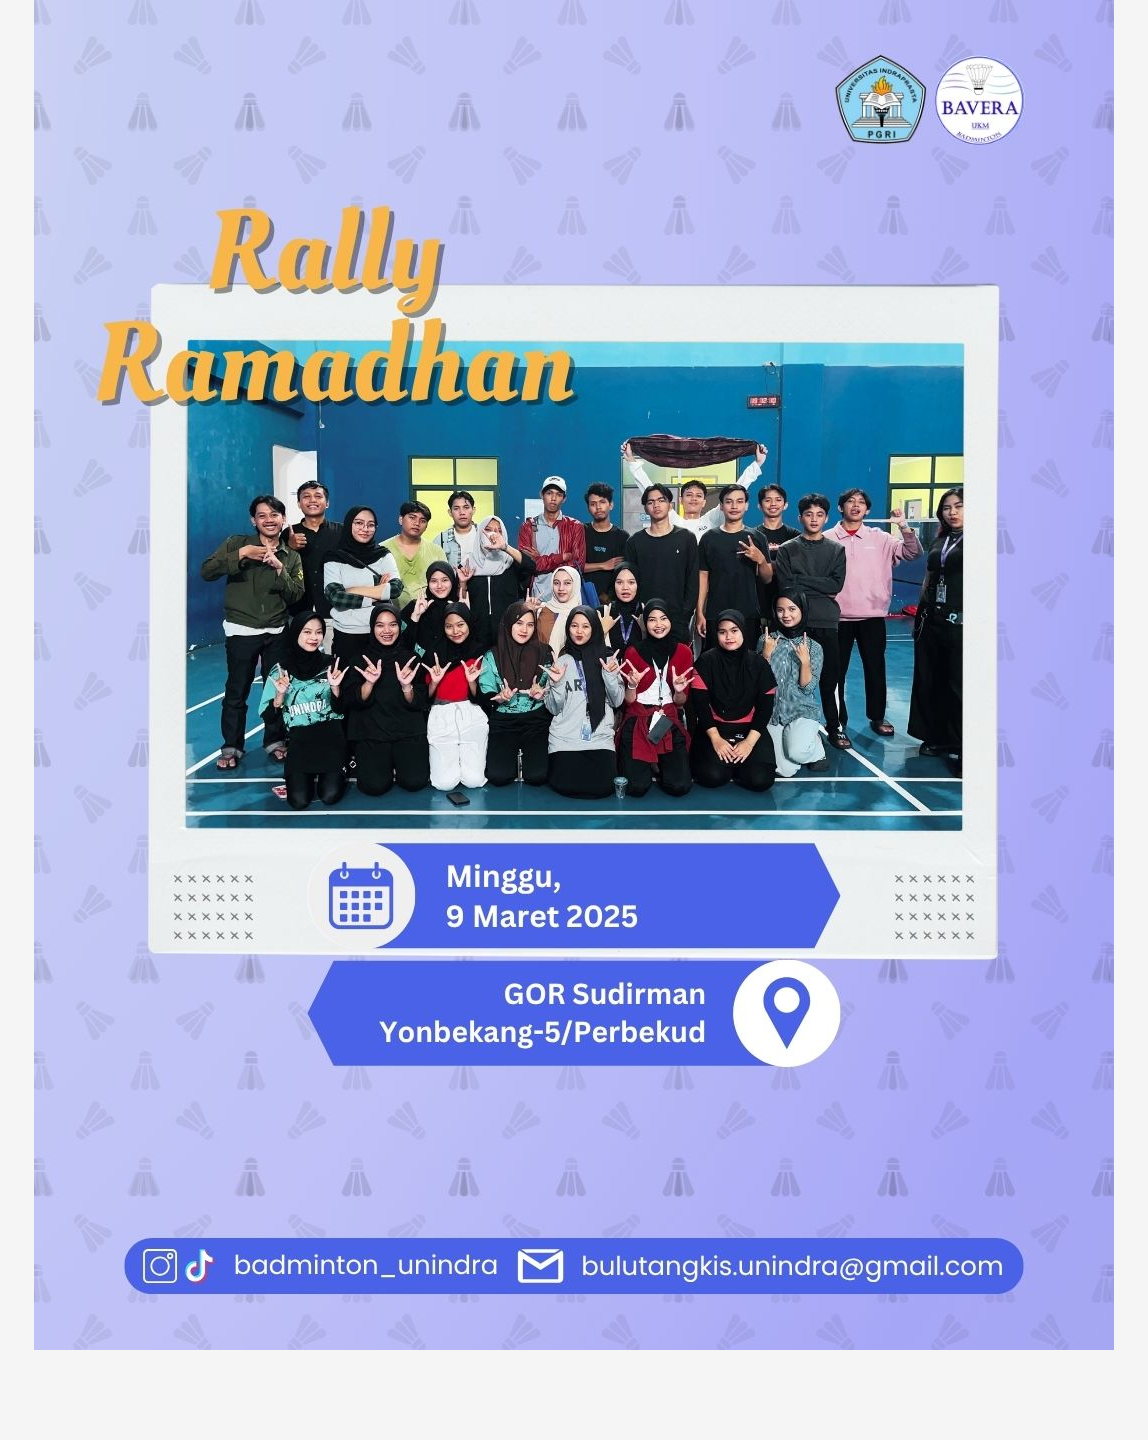 UNIVERSITAS INDRAPRASTA
PGRI
BAVERA
UKM
BADMINTON
Rally
Ramadhan
UNINDRA
Minggu,
9 Maret 2025
GOR Sudirman
Yonbekang-5/Perbekud
badminton_unindra
bulutangkis.unindra@gmail.com